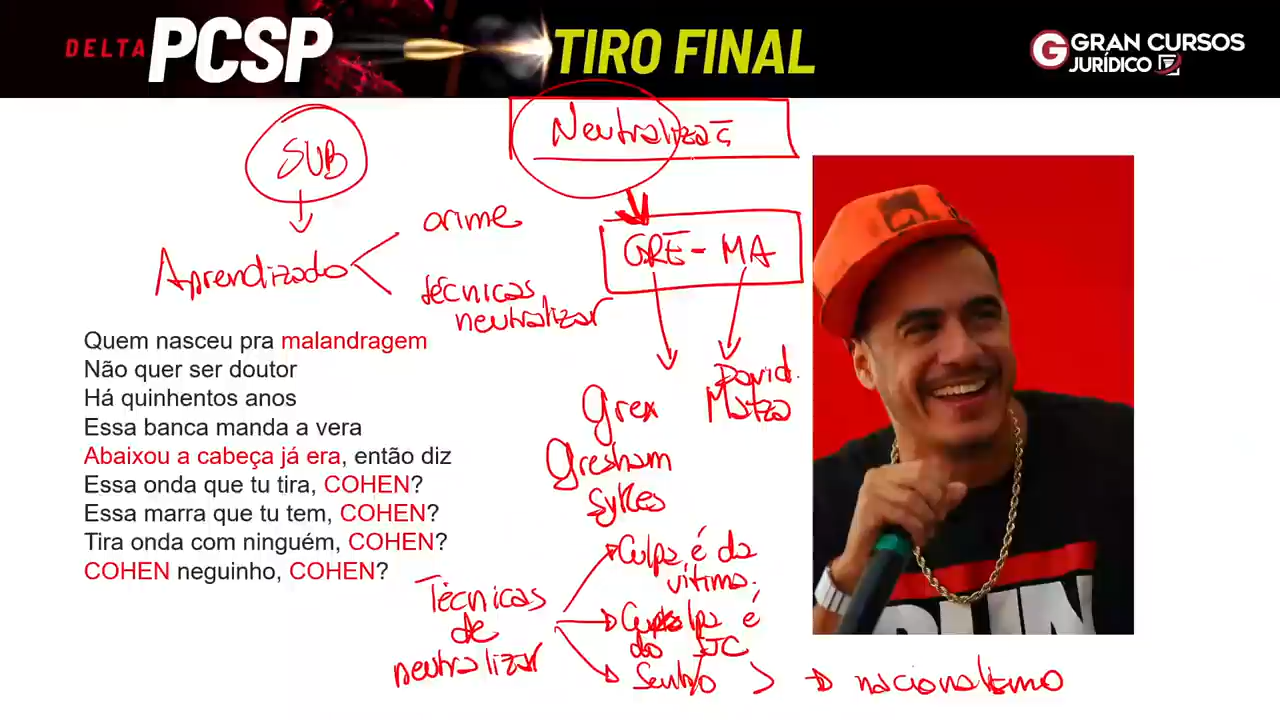 DELTA PCSP TIRO FINAL
GRAN CURSOS
JURÍDICO
SUB
Neutralizaç
Aprendizado
crime
técnicas
neutralizar
GRE - MA
Quem nasceu pra malandragem
Não quer ser doutor
Há quinhentos anos
Essa banca manda a vera
Abaixou a cabeça já era, então diz
Essa onda que tu tira, COHEN?
Essa marra que tu tem, COHEN?
Tira onda com ninguém, COHEN?
COHEN neguinho, COHEN?
Grex
Gresham
Sykes
David.
Matza
Técnicas
de
neutralizar
Culpa é da
vítima.
culpa é
do SJC
nacionalismo